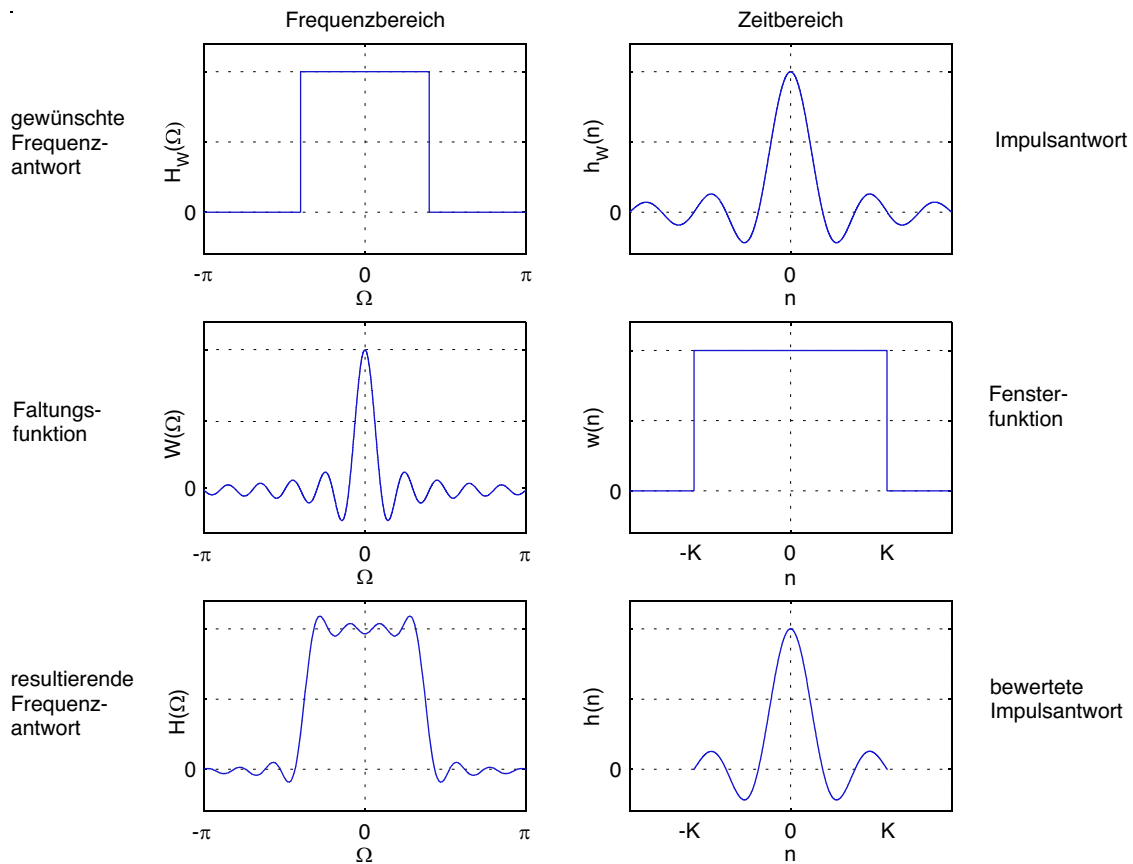 Frequenzbereich
Zeitbereich
gewünschte
Frequenz-
antwort
H_W(Ω)
0
-π
0
π
Ω
h_W(n)
0
0
n
Impulsantwort
Faltungs-
funktion
W(Ω)
0
-π
0
π
Ω
w(n)
0
-K
0
K
n
Fenster-
funktion
resultierende
Frequenz-
antwort
H(Ω)
0
-π
0
π
Ω
h(n)
0
-K
0
K
n
bewertete
Impulsantwort